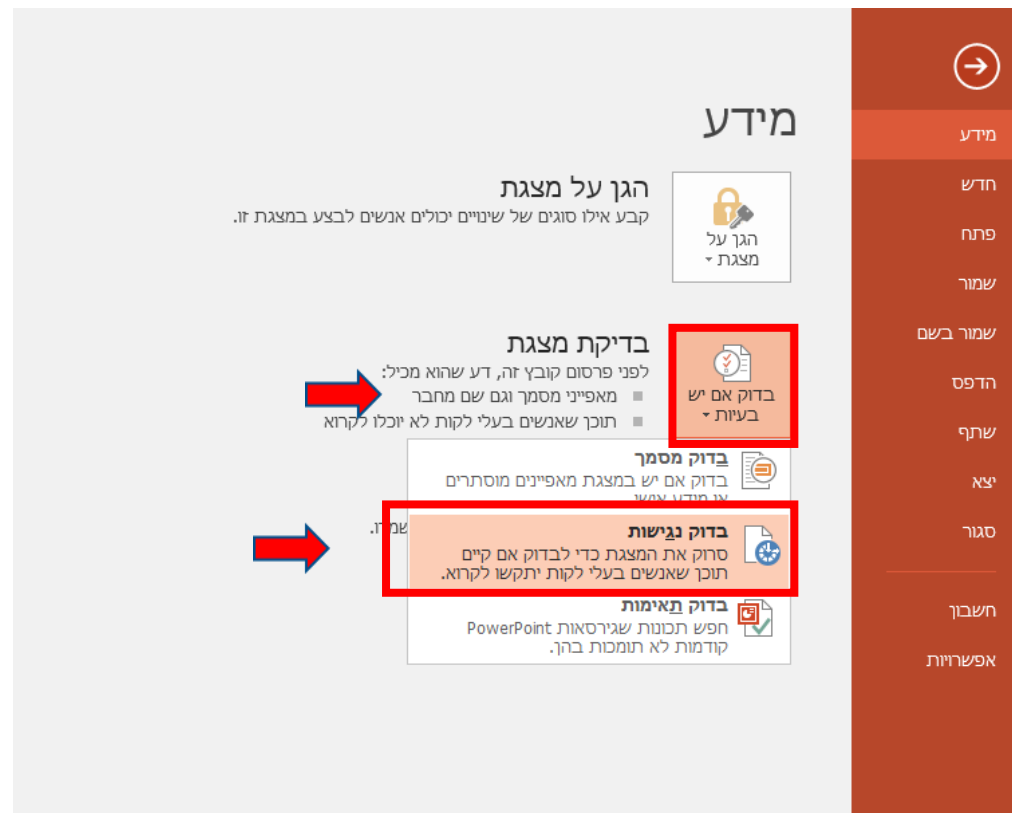 מידע
חדש
פתח
שמור
שמור בשם
הדפס
שתף
יצא
סגור
חשבון
אפשרויות
מידע
הגן על
מצגת
הגן על מצגת
קבע אילו סוגים של שינויים יכולים אנשים לבצע במצגת זו.
בדוק אם יש
בעיות
בדיקת מצגת
לפני פרסום קובץ זה, דע שהוא מכיל:
מאפייני מסמך וגם שם מחבר
תוכן שאנשים בעלי לקות לא יוכלו לקרוא
בדוק מסמך
בדוק אם יש במצגת מאפיינים מוסתרים
או מידע אישי
בדוק נגישות
סרוק את המצגת כדי לבדוק אם קיים
תוכן שאנשים בעלי לקות יתקשו לקרוא.
בדוק תאימות
חפש תכונות שגירסאות PowerPoint
קודמות לא תומכות בהן.